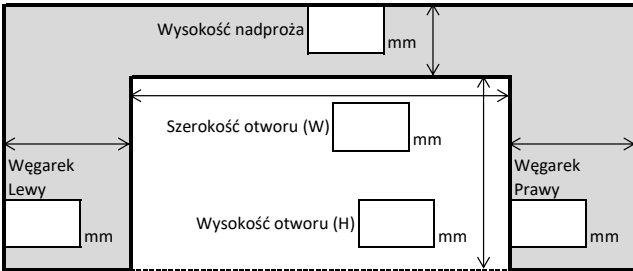 Wysokość nadproża mm
Szerokość otworu (W) mm
Węgarek
Lewy
mm
Wysokość otworu (H) mm
Węgarek
Prawy
mm